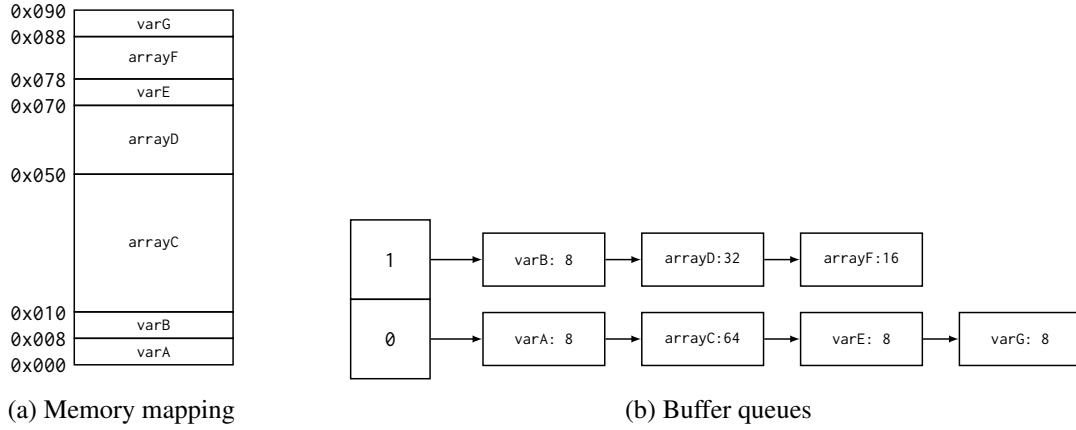 0x090
varG
0x088
arrayF
0x078
varE
0x070
arrayD
0x050
arrayC
0x010
varB
0x008
varA
0x000
(a) Memory mapping
1
varB: 8
arrayD:32
arrayF:16
0
varA: 8
arrayC:64
varE: 8
varG: 8
(b) Buffer queues